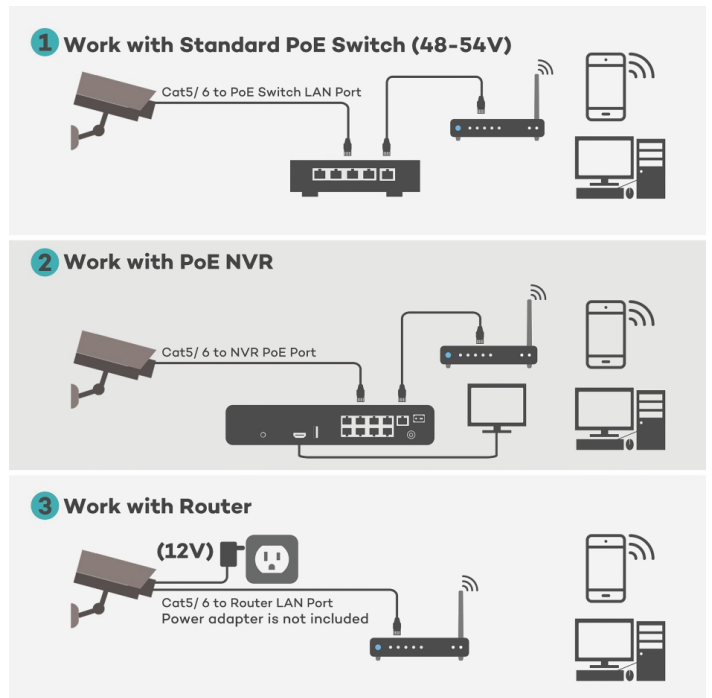 1 Work with Standard PoE Switch (48-54V)
Cat5/ 6 to PoE Switch LAN Port
2 Work with PoE NVR
Cat5/ 6 to NVR PoE Port
3 Work with Router
(12V)
Cat5/ 6 to Router LAN Port
Power adapter is not included